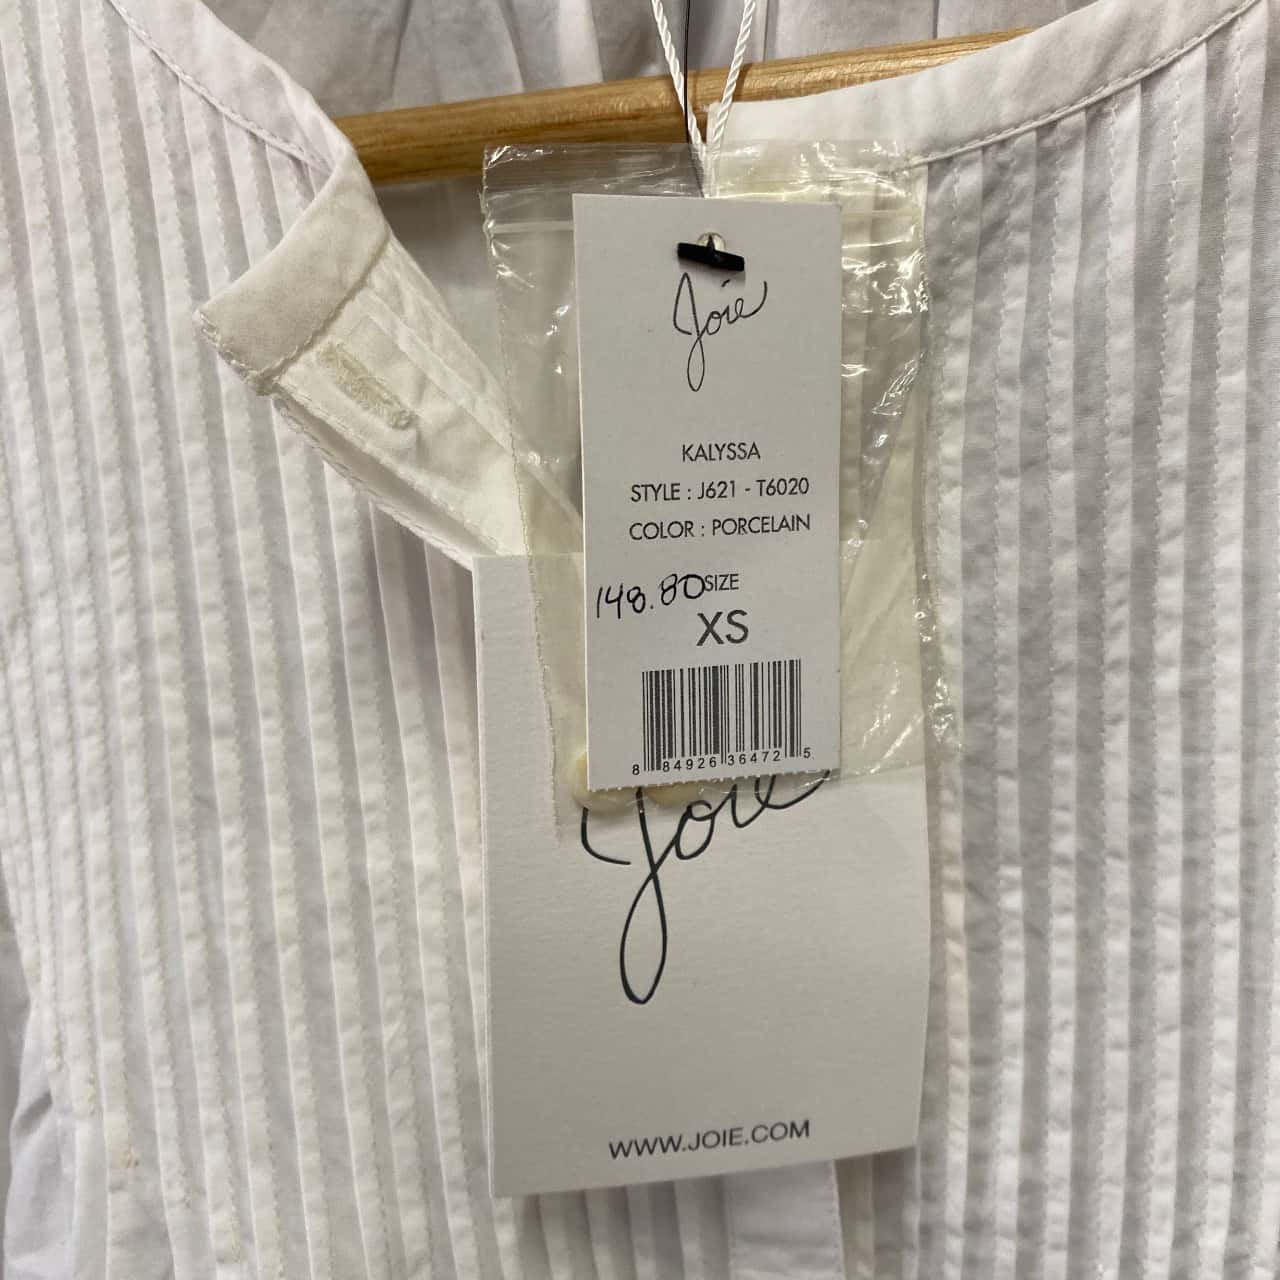 Joie
KALYSSA
STYLE : J621 - T6020
COLOR : PORCELAIN
148.80 SIZE
XS
8 84926 36472 5
Joie
WWW.JOIE.COM